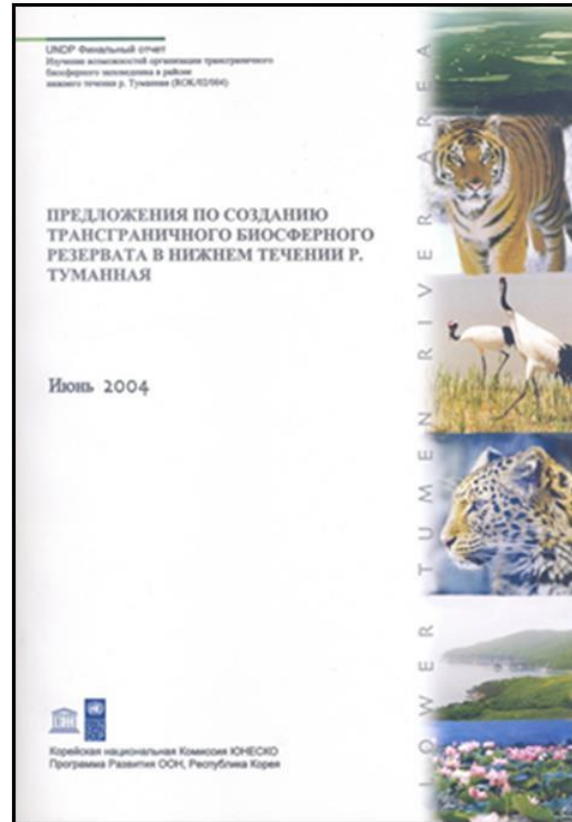 UNDP Финальный отчет
Изучение возможностей организации трансграничного
биосферного заповедника в районе
нижнего течения р. Туманная (ROK/02/004)
ПРЕДЛОЖЕНИЯ ПО СОЗДАНИЮ
ТРАНСГРАНИЧНОГО БИОСФЕРНОГО
РЕЗЕРВАТА В НИЖНЕМ ТЕЧЕНИИ Р.
ТУМАННАЯ
Июнь 2004
Корейская национальная Комиссия ЮНЕСКО
Программа Развития ООН, Республика Корея
LOWER TUMEN RIVER AREA